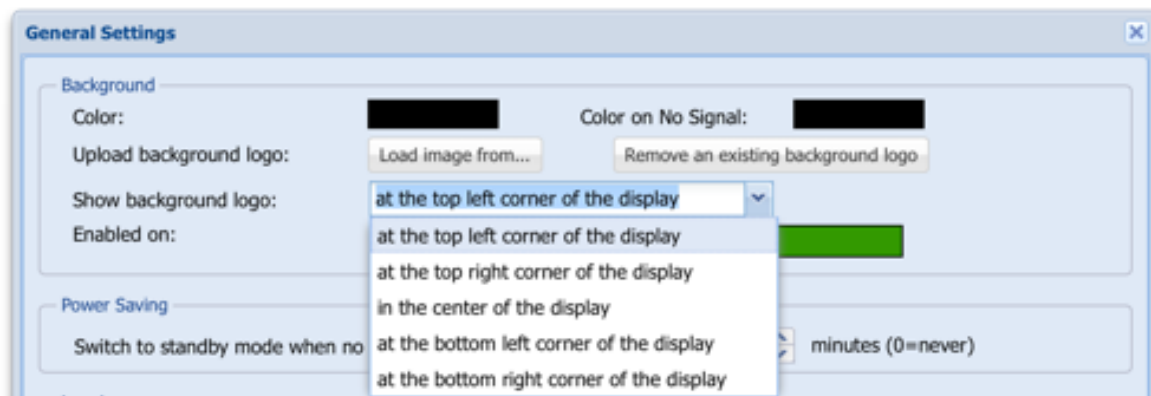 General Settings
Background
Color: Color on No Signal:
Upload background logo: Load image from... Remove an existing background logo
Show background logo: at the top left corner of the display
Enabled on: at the top left corner of the display
at the top right corner of the display
Power Saving in the center of the display
Switch to standby mode when no at the bottom left corner of the display minutes (0=never)
at the bottom right corner of the display